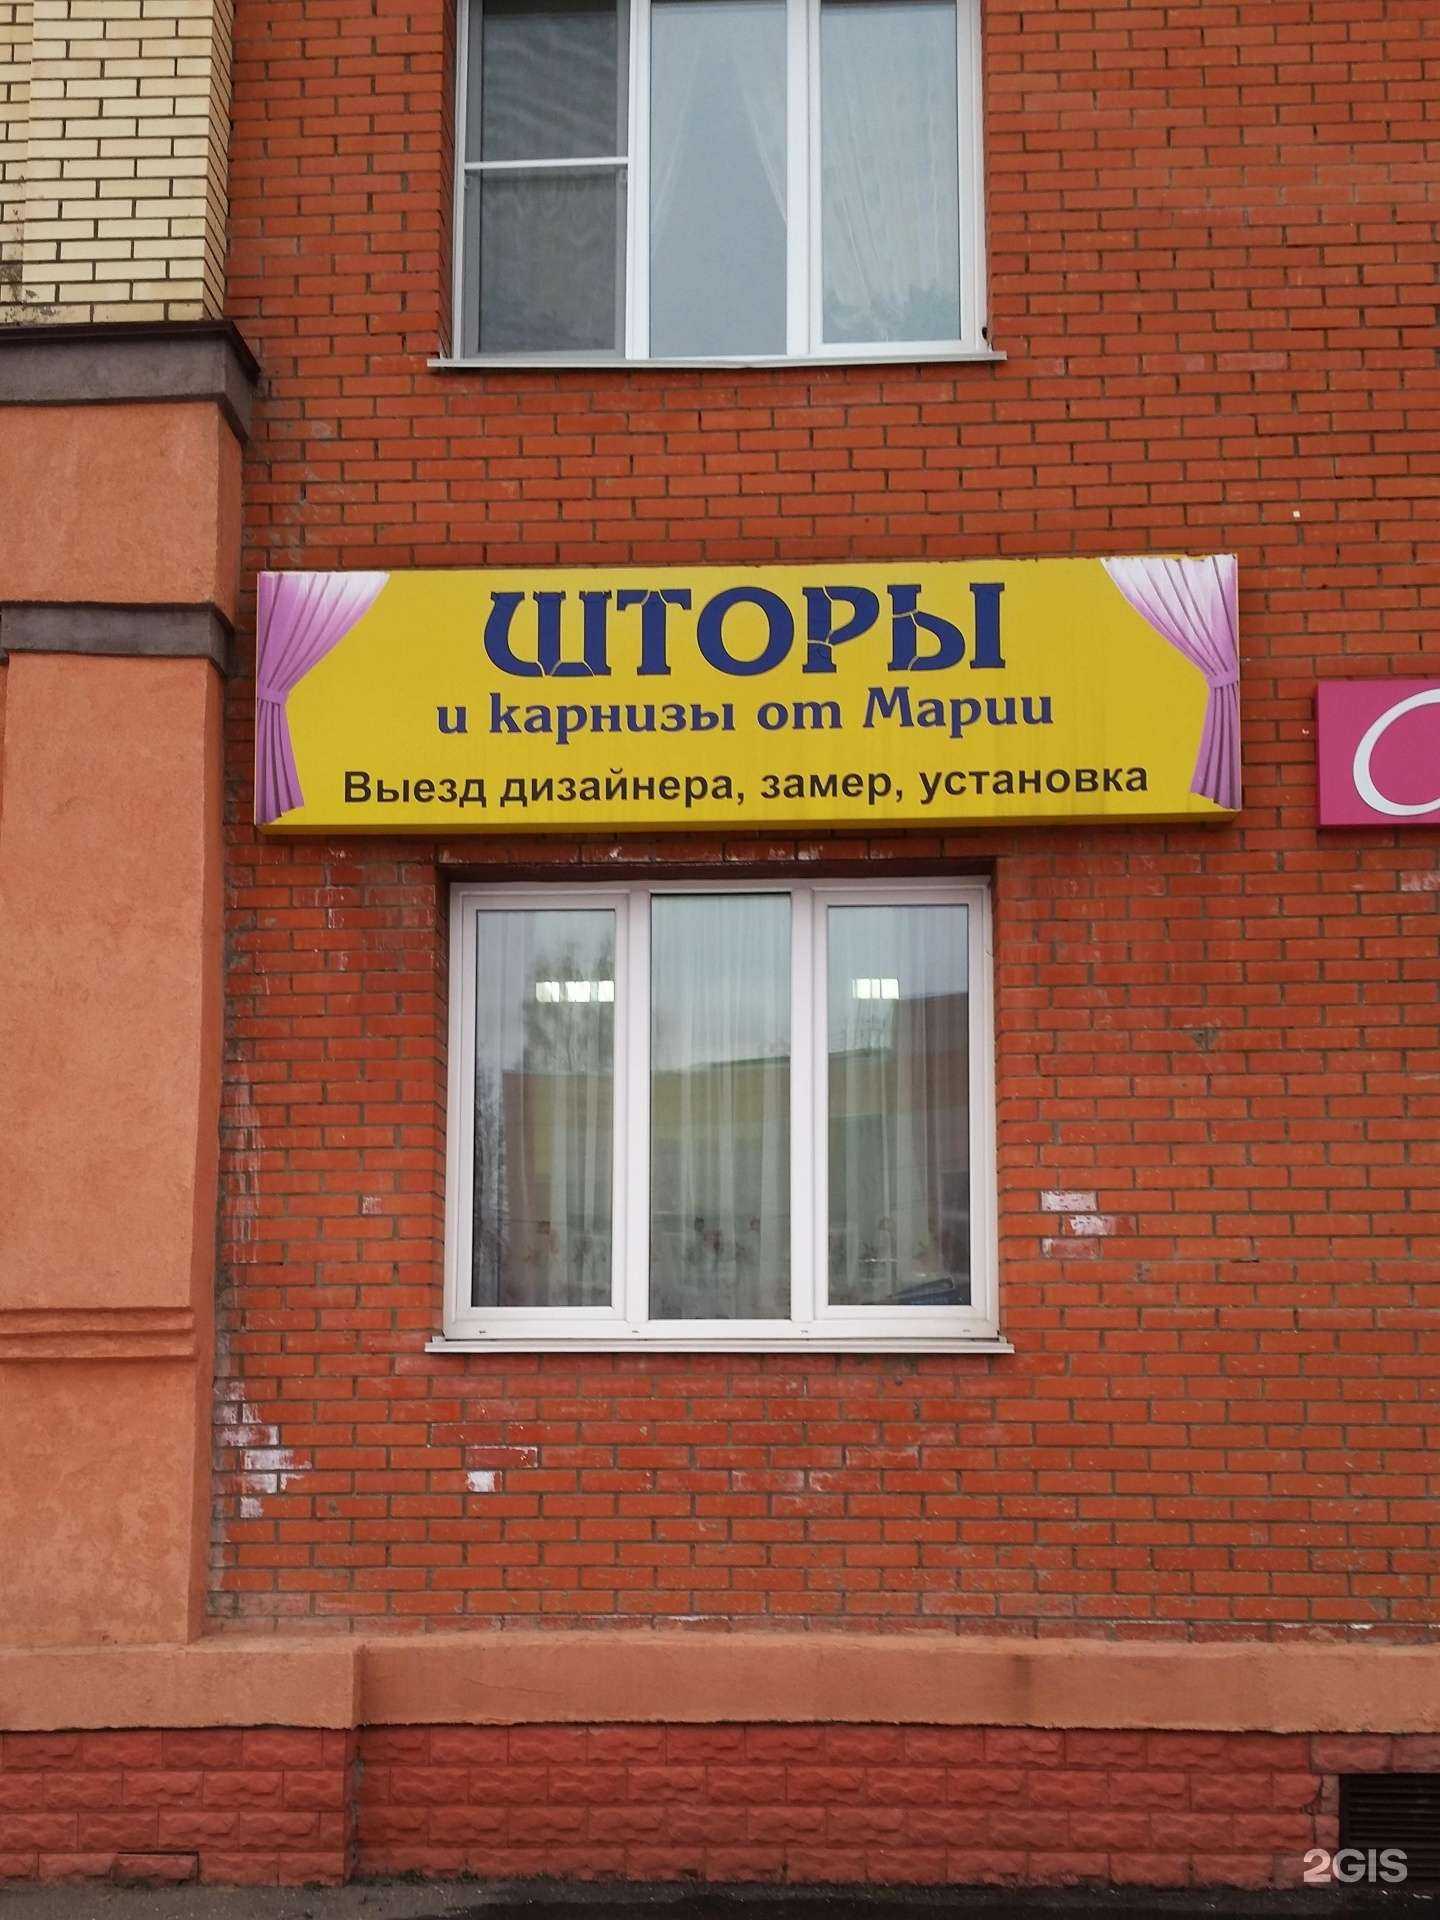 ШТОРЫ
и карнизы от Марии
Выезд дизайнера, замер, установка
2GIS